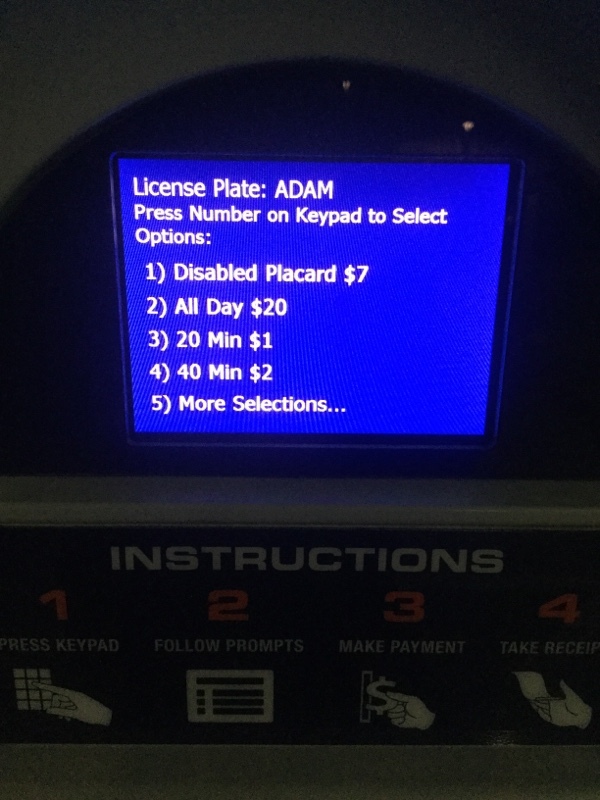 License Plate: ADAM
Press Number on Keypad to Select
Options:
1) Disabled Placard $7
2) All Day $20
3) 20 Min $1
4) 40 Min $2
5) More Selections...
INSTRUCTIONS
1 2 3 4
PRESS KEYPAD FOLLOW PROMPTS MAKE PAYMENT TAKE RECEIP
$